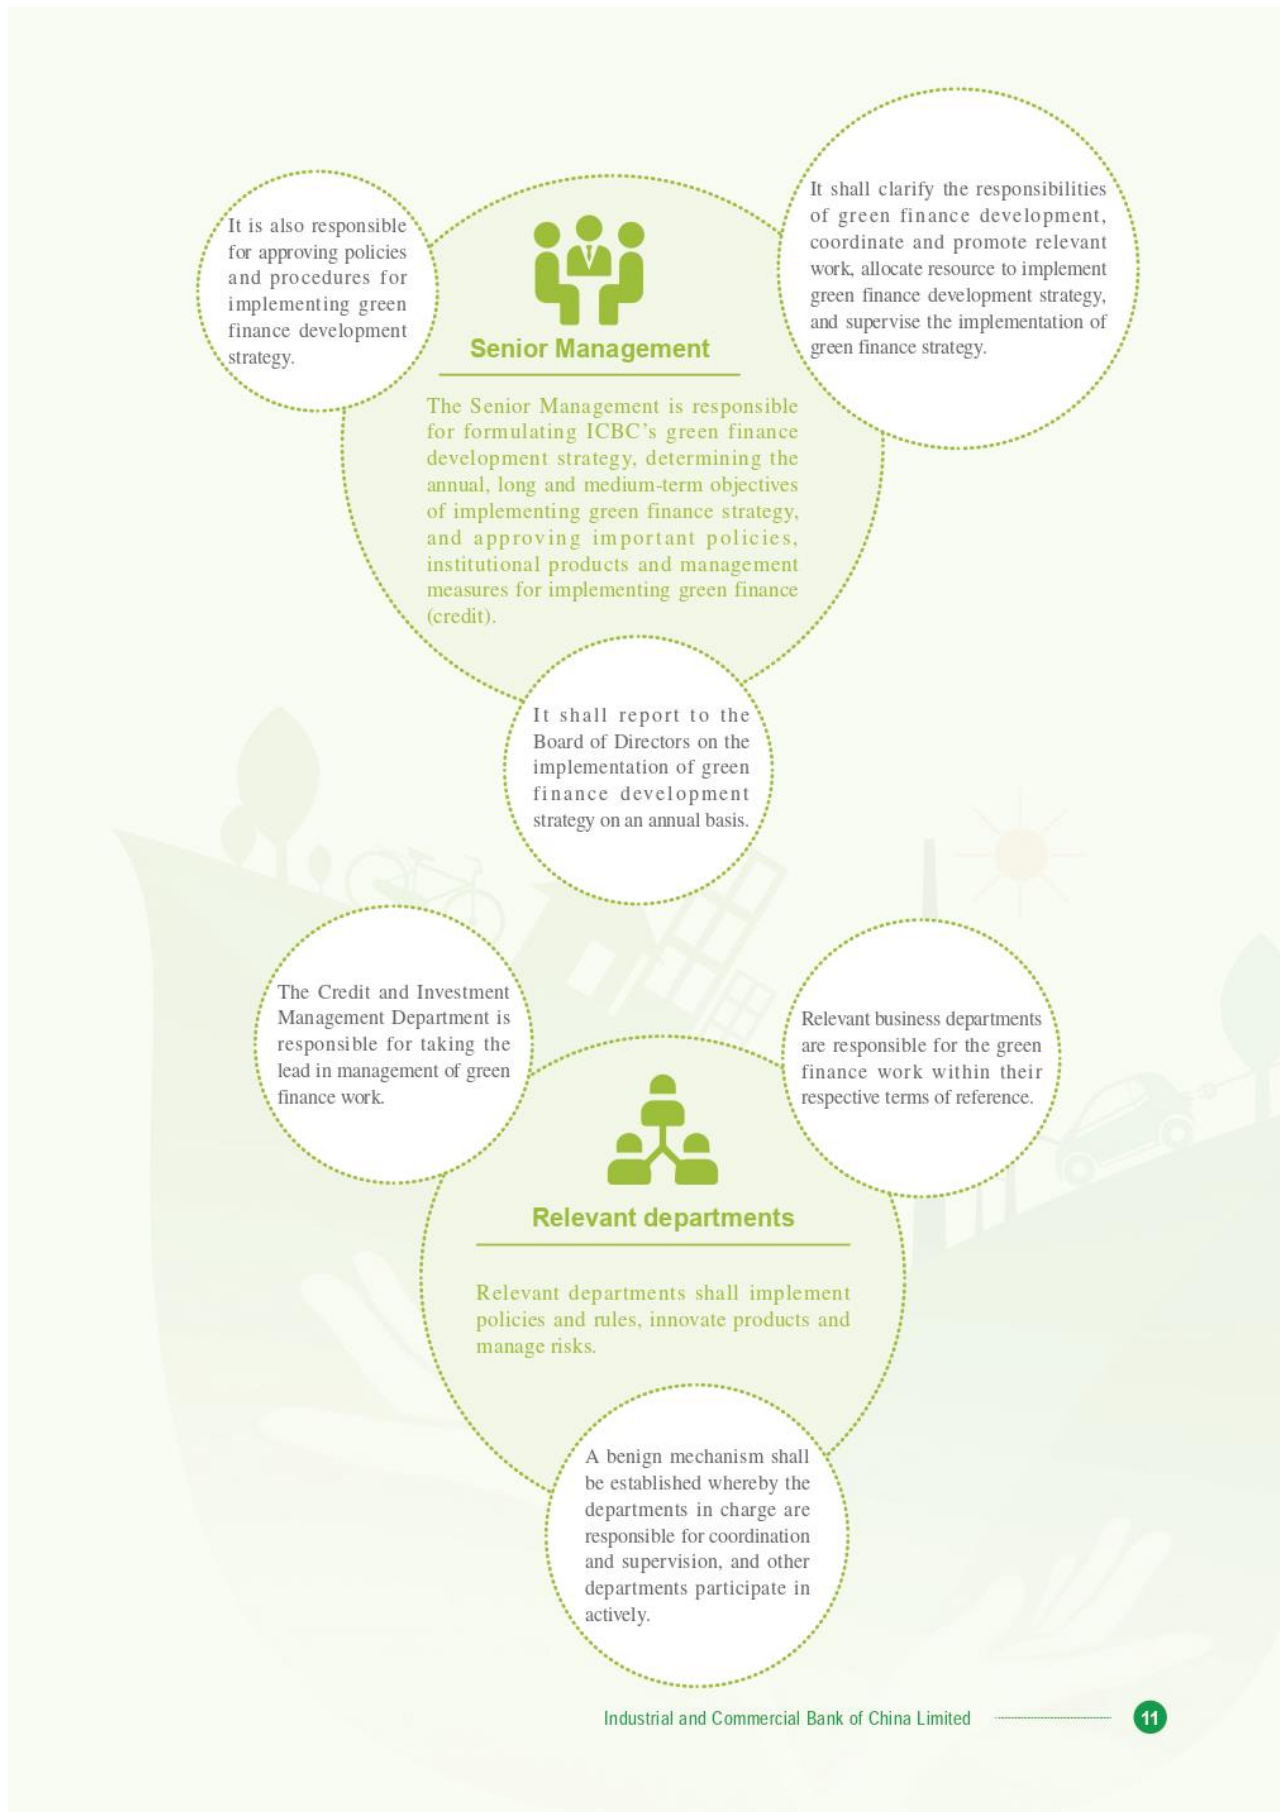 It is also responsible
for approving policies
and procedures for
implementing green
finance development
strategy.
It shall clarify the responsibilities
of green finance development,
coordinate and promote relevant
work, allocate resource to implement
green finance development strategy,
and supervise the implementation of
green finance strategy.
Senior Management
The Senior Management is responsible
for formulating ICBC’s green finance
development strategy, determining the
annual, long and medium-term objectives
of implementing green finance strategy,
and approving important policies,
institutional products and management
measures for implementing green finance
(credit).
It shall report to the
Board of Directors on the
implementation of green
finance development
strategy on an annual basis.
The Credit and Investment
Management Department is
responsible for taking the
lead in management of green
finance work.
Relevant business departments
are responsible for the green
finance work within their
respective terms of reference.
Relevant departments
Relevant departments shall implement
policies and rules, innovate products and
manage risks.
A benign mechanism shall
be established whereby the
departments in charge are
responsible for coordination
and supervision, and other
departments participate in
actively.
Industrial and Commercial Bank of China Limited
11